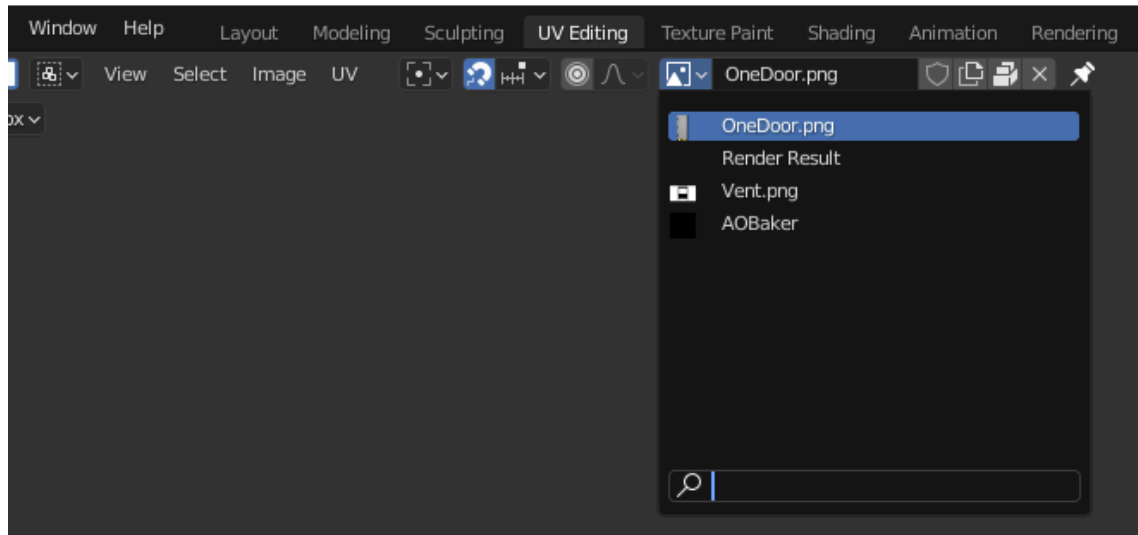 Window Help Layout Modeling Sculpting UV Editing Texture Paint Shading Animation Rendering
View Select Image UV OneDoor.png
OneDoor.png
Render Result
Vent.png
AOBaker